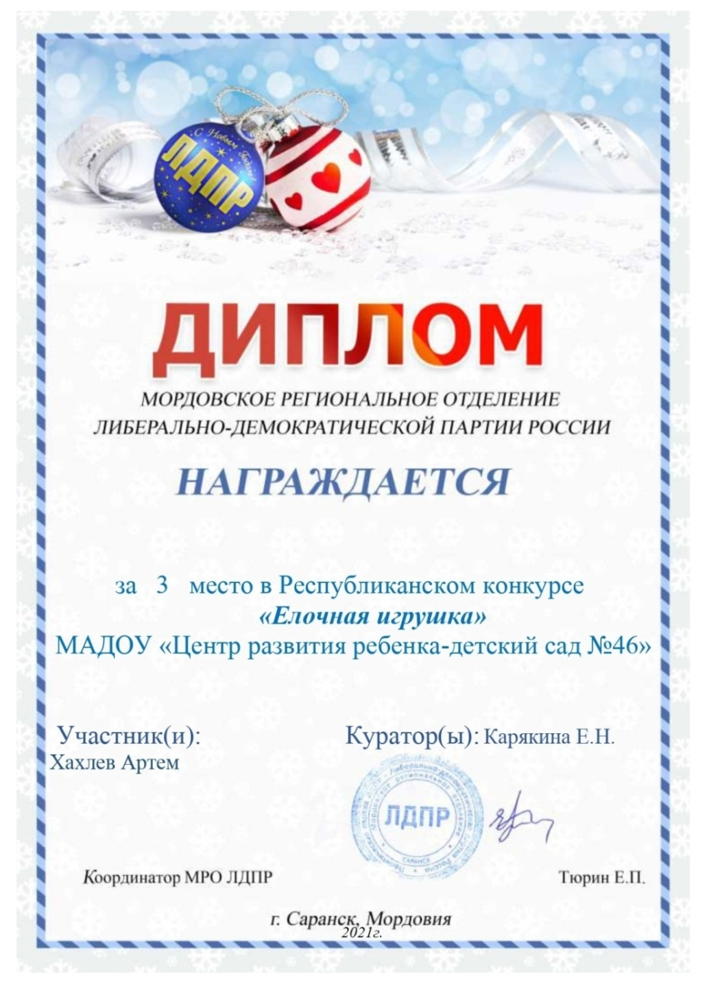 С Новым Годом!
ЛДПР
ДИПЛОМ
МОРДОВСКОЕ РЕГИОНАЛЬНОЕ ОТДЕЛЕНИЕ
ЛИБЕРАЛЬНО-ДЕМОКРАТИЧЕСКОЙ ПАРТИИ РОССИИ
НАГРАЖДАЕТСЯ
за 3 место в Республиканском конкурсе
«Елочная игрушка»
МАДОУ «Центр развития ребенка-детский сад №46»
Участник(и):
Хахлев Артем
Куратор(ы): Карякина Е.Н.
ЛДПР
САРАНСК
Координатор МРО ЛДПР
Тюрин Е.П.
г. Саранск, Мордовия
2021г.